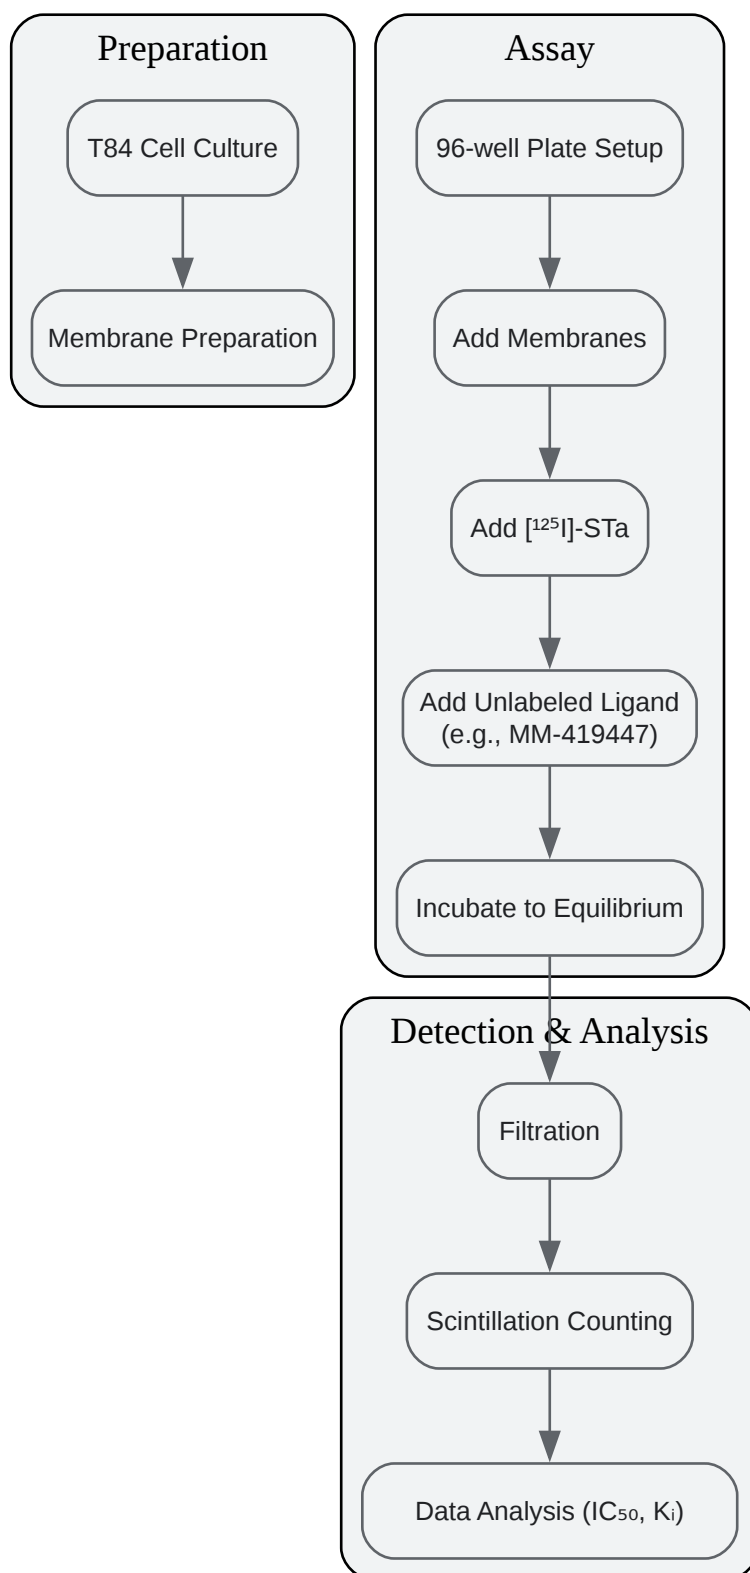 Preparation
T84 Cell Culture
Membrane Preparation
Assay
96-well Plate Setup
Add Membranes
Add [¹²⁵I]-STa
Add Unlabeled Ligand
(e.g., MM-419447)
Incubate to Equilibrium
Detection & Analysis
Filtration
Scintillation Counting
Data Analysis (IC₅₀, Kᵢ)